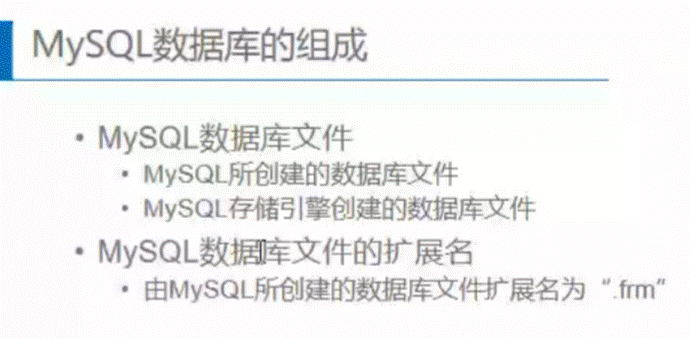 MySQL数据库的组成
• MySQL数据库文件
• MySQL所创建的数据库文件
• MySQL存储引擎创建的数据库文件
• MySQL数据库文件的扩展名
• 由MySQL所创建的数据库文件扩展名为“.frm”